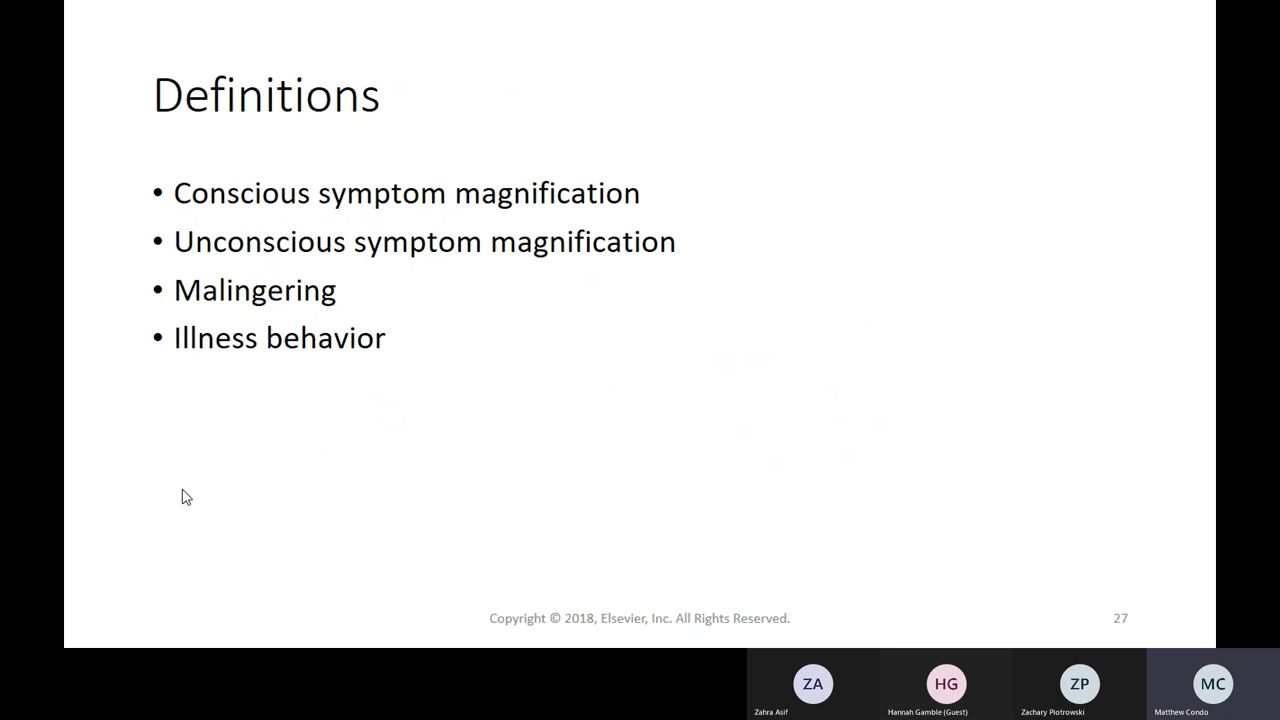 Definitions
• Conscious symptom magnification
• Unconscious symptom magnification
• Malingering
• Illness behavior
Copyright © 2018, Elsevier, Inc. All Rights Reserved.
27
ZA
HG
ZP
MC
Zahra Asif
Hannah Gamble (Guest)
Zachary Piotrowski
Matthew Condo